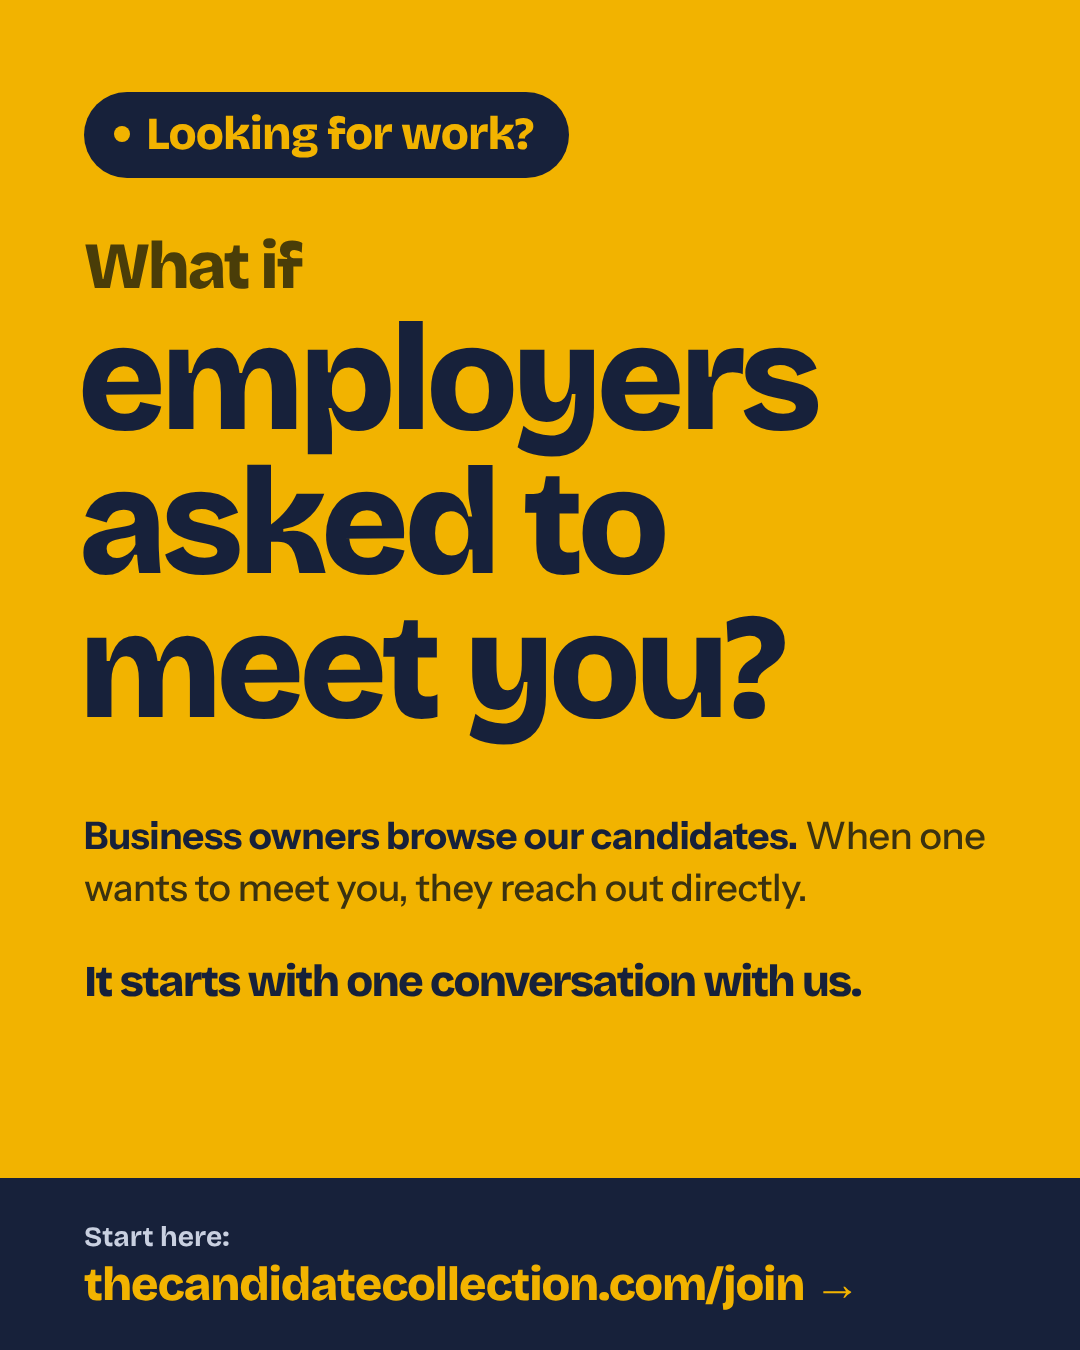 Looking for work?
What if
employers
asked to
meet you?
Business owners browse our candidates. When one
wants to meet you, they reach out directly.
It starts with one conversation with us.
Start here:
thecandidatecollection.com/join →